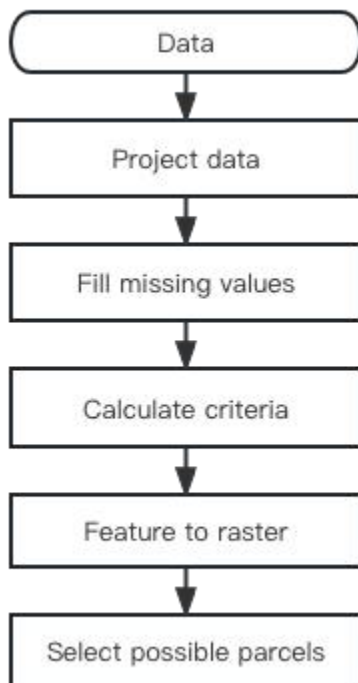 Data
Project data
Fill missing values
Calculate criteria
Feature to raster
Select possible parcels